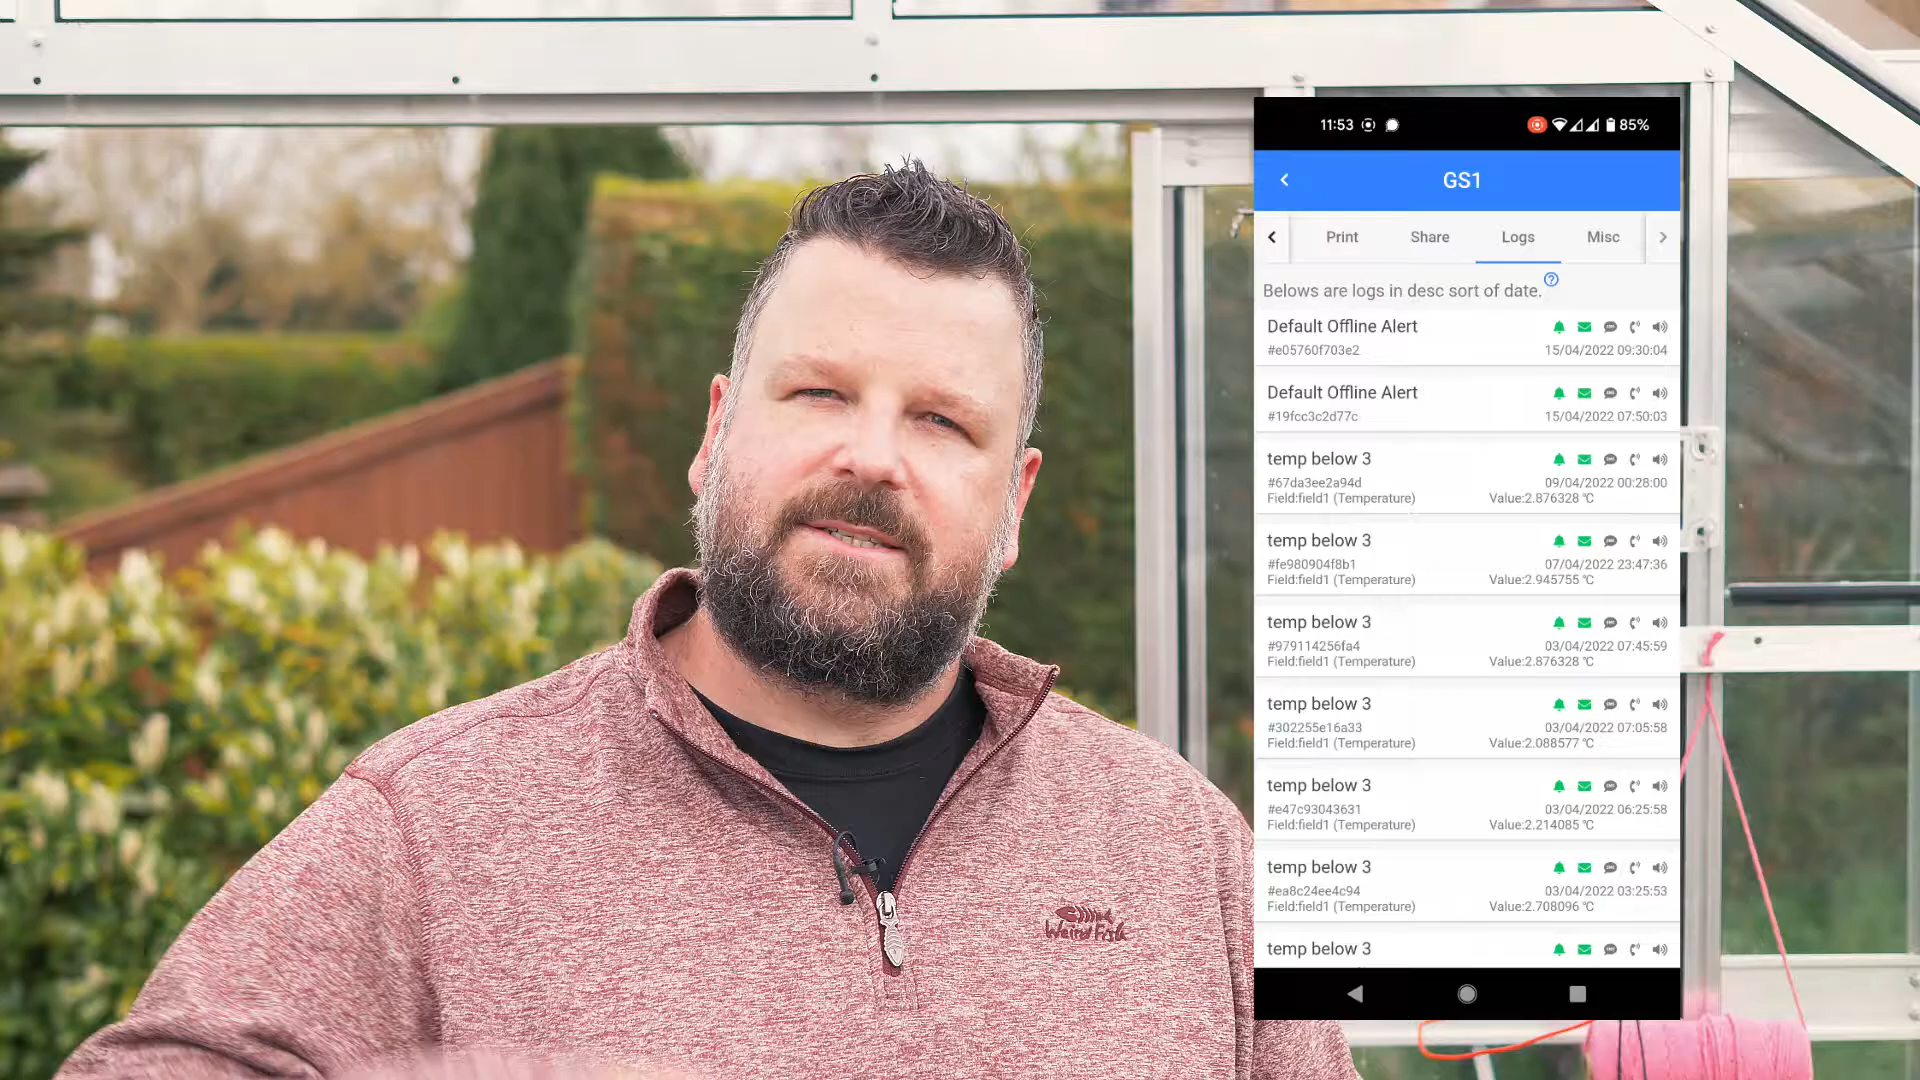 11:53
85%
GS1
Print Share Logs Misc
Belows are logs in desc sort of date.
Default Offline Alert
#e05760f703e2 15/04/2022 09:30:04
Default Offline Alert
#19fcc3c2d77c 15/04/2022 07:50:03
temp below 3
#67da3ee2a94d 09/04/2022 00:28:00
Field:field1 (Temperature) Value:2.876328 ℃
temp below 3
#fe980904f8b1 07/04/2022 23:47:36
Field:field1 (Temperature) Value:2.945755 ℃
temp below 3
#979114256fa4 03/04/2022 07:45:59
Field:field1 (Temperature) Value:2.876328 ℃
temp below 3
#302255e16a33 03/04/2022 07:05:58
Field:field1 (Temperature) Value:2.088577 ℃
temp below 3
#e47c93043631 03/04/2022 06:25:58
Field:field1 (Temperature) Value:2.214085 ℃
temp below 3
#ea8c24ee4c94 03/04/2022 03:25:53
Field:field1 (Temperature) Value:2.708096 ℃
temp below 3
Weird Fish